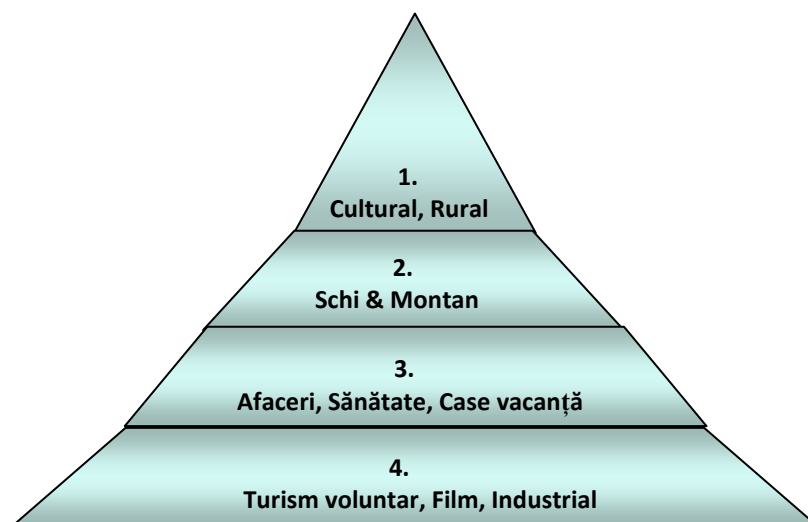 1.
Cultural, Rural
2.
Schi & Montan
3.
Afaceri, Sănătate, Case vacanță
4.
Turism voluntar, Film, Industrial